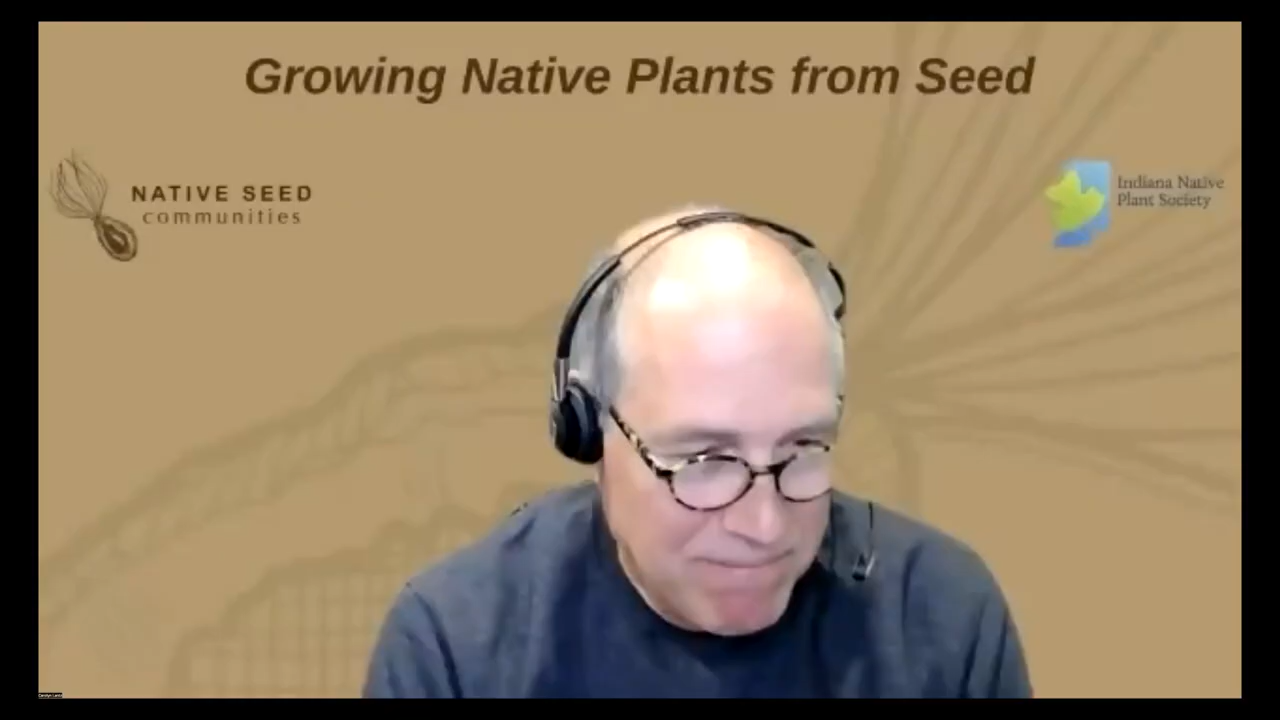 Growing Native Plants from Seed
NATIVE SEED
communities
Indiana Native
Plant Society